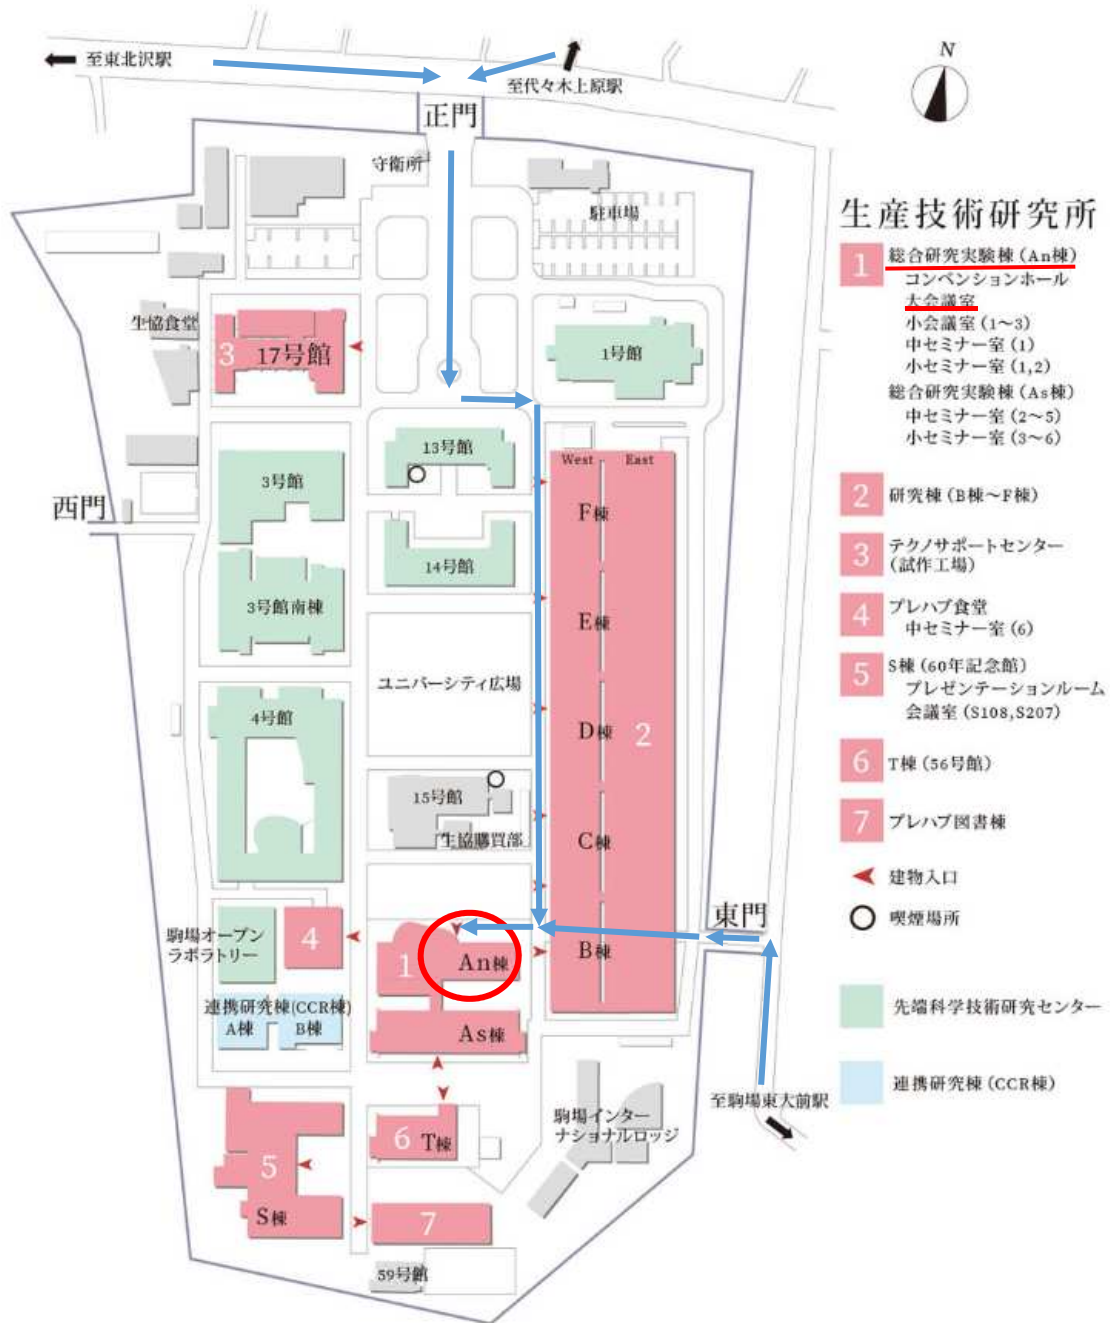 N
至東北沢駅
至代々木上原駅
正門
守衛所
駐車場
生協食堂
3
17号館
1号館
13号館
3号館
西門
14号館
3号館南棟
West
East
F棟
E棟
ユニバーシティ広場
D棟
2
4号館
15号館
生協購買部
C棟
東門
駒場オープン
ラボラトリー
4
1
An棟
B棟
連携研究棟(CCR棟)
A棟
B棟
As棟
至駒場東大前駅
駒場インター
ナショナルロッジ
6
T棟
5
S棟
7
59号館
生産技術研究所
1
総合研究実験棟(An棟)
コンベンションホール
大会議室
小会議室(1〜3)
中セミナー室(1)
小セミナー室(1,2)
総合研究実験棟(As棟)
中セミナー室(2〜5)
小セミナー室(3〜6)
2
研究棟(B棟〜F棟)
3
テクノサポートセンター
(試作工場)
4
プレハブ食堂
中セミナー室(6)
5
S棟(60年記念館)
プレゼンテーションルーム
会議室(S108,S207)
6
T棟(56号館)
7
プレハブ図書棟
建物入口
喫煙場所
先端科学技術研究センター
連携研究棟(CCR棟)